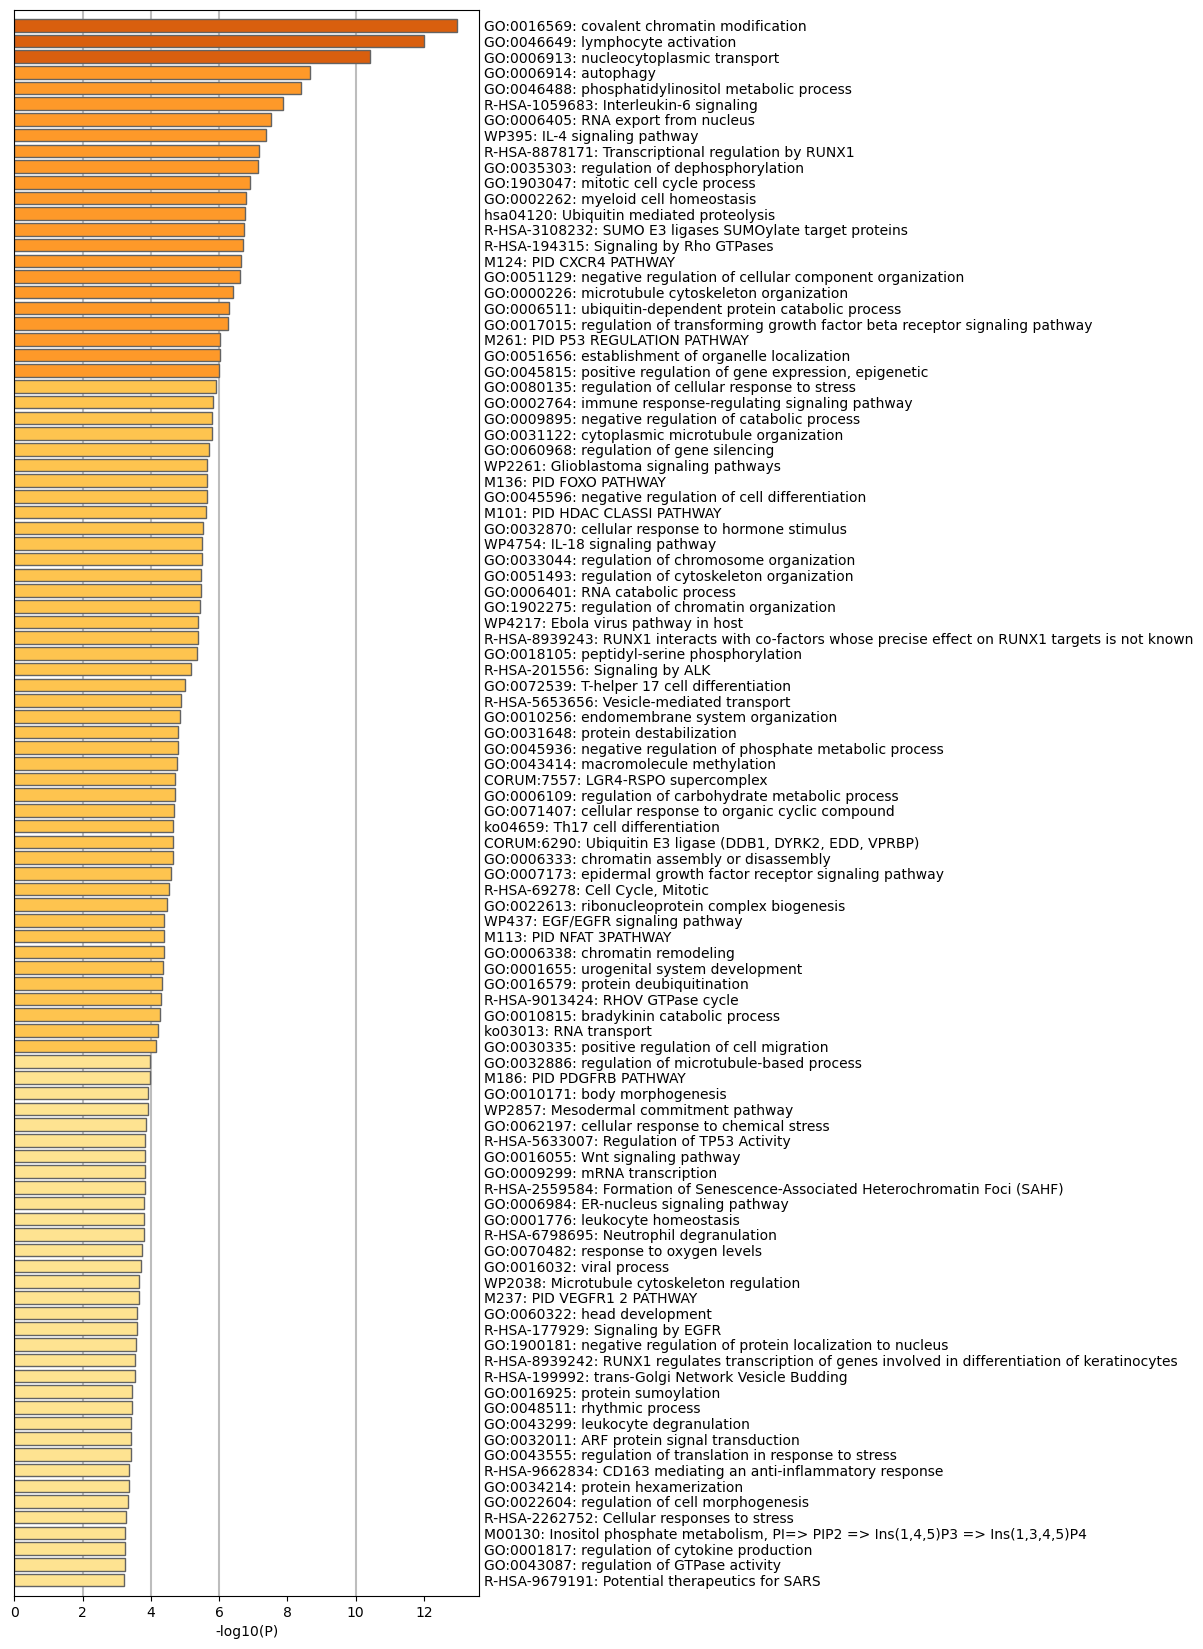 GO:0016569: covalent chromatin modification
GO:0046649: lymphocyte activation
GO:0006913: nucleocytoplasmic transport
GO:0006914: autophagy
GO:0046488: phosphatidylinositol metabolic process
R-HSA-1059683: Interleukin-6 signaling
GO:0006405: RNA export from nucleus
WP395: IL-4 signaling pathway
R-HSA-8878171: Transcriptional regulation by RUNX1
GO:0035303: regulation of dephosphorylation
GO:1903047: mitotic cell cycle process
GO:0002262: myeloid cell homeostasis
hsa04120: Ubiquitin mediated proteolysis
R-HSA-3108232: SUMO E3 ligases SUMOylate target proteins
R-HSA-194315: Signaling by Rho GTPases
M124: PID CXCR4 PATHWAY
GO:0051129: negative regulation of cellular component organization
GO:0000226: microtubule cytoskeleton organization
GO:0006511: ubiquitin-dependent protein catabolic process
GO:0017015: regulation of transforming growth factor beta receptor signaling pathway
M261: PID P53 REGULATION PATHWAY
GO:0051656: establishment of organelle localization
GO:0045815: positive regulation of gene expression, epigenetic
GO:0080135: regulation of cellular response to stress
GO:0002764: immune response-regulating signaling pathway
GO:0009895: negative regulation of catabolic process
GO:0031122: cytoplasmic microtubule organization
GO:0060968: regulation of gene silencing
WP2261: Glioblastoma signaling pathways
M136: PID FOXO PATHWAY
GO:0045596: negative regulation of cell differentiation
M101: PID HDAC CLASSI PATHWAY
GO:0032870: cellular response to hormone stimulus
WP4754: IL-18 signaling pathway
GO:0033044: regulation of chromosome organization
GO:0051493: regulation of cytoskeleton organization
GO:0006401: RNA catabolic process
GO:1902275: regulation of chromatin organization
WP4217: Ebola virus pathway in host
R-HSA-8939243: RUNX1 interacts with co-factors whose precise effect on RUNX1 targets is not known
GO:0018105: peptidyl-serine phosphorylation
R-HSA-201556: Signaling by ALK
GO:0072539: T-helper 17 cell differentiation
R-HSA-5653656: Vesicle-mediated transport
GO:0010256: endomembrane system organization
GO:0031648: protein destabilization
GO:0045936: negative regulation of phosphate metabolic process
GO:0043414: macromolecule methylation
CORUM:7557: LGR4-RSPO supercomplex
GO:0006109: regulation of carbohydrate metabolic process
GO:0071407: cellular response to organic cyclic compound
ko04659: Th17 cell differentiation
CORUM:6290: Ubiquitin E3 ligase (DDB1, DYRK2, EDD, VPRBP)
GO:0006333: chromatin assembly or disassembly
GO:0007173: epidermal growth factor receptor signaling pathway
R-HSA-69278: Cell Cycle, Mitotic
GO:0022613: ribonucleoprotein complex biogenesis
WP437: EGF/EGFR signaling pathway
M113: PID NFAT 3PATHWAY
GO:0006338: chromatin remodeling
GO:0001655: urogenital system development
GO:0016579: protein deubiquitination
R-HSA-9013424: RHOV GTPase cycle
GO:0010815: bradykinin catabolic process
ko03013: RNA transport
GO:0030335: positive regulation of cell migration
GO:0032886: regulation of microtubule-based process
M186: PID PDGFRB PATHWAY
GO:0010171: body morphogenesis
WP2857: Mesodermal commitment pathway
GO:0062197: cellular response to chemical stress
R-HSA-5633007: Regulation of TP53 Activity
GO:0016055: Wnt signaling pathway
GO:0009299: mRNA transcription
R-HSA-2559584: Formation of Senescence-Associated Heterochromatin Foci (SAHF)
GO:0006984: ER-nucleus signaling pathway
GO:0001776: leukocyte homeostasis
R-HSA-6798695: Neutrophil degranulation
GO:0070482: response to oxygen levels
GO:0016032: viral process
WP2038: Microtubule cytoskeleton regulation
M237: PID VEGFR1 2 PATHWAY
GO:0060322: head development
R-HSA-177929: Signaling by EGFR
GO:1900181: negative regulation of protein localization to nucleus
R-HSA-8939242: RUNX1 regulates transcription of genes involved in differentiation of keratinocytes
R-HSA-199992: trans-Golgi Network Vesicle Budding
GO:0016925: protein sumoylation
GO:0048511: rhythmic process
GO:0043299: leukocyte degranulation
GO:0032011: ARF protein signal transduction
GO:0043555: regulation of translation in response to stress
R-HSA-9662834: CD163 mediating an anti-inflammatory response
GO:0034214: protein hexamerization
GO:0022604: regulation of cell morphogenesis
R-HSA-2262752: Cellular responses to stress
M00130: Inositol phosphate metabolism, PI=> PIP2 => Ins(1,4,5)P3 => Ins(1,3,4,5)P4
GO:0001817: regulation of cytokine production
GO:0043087: regulation of GTPase activity
R-HSA-9679191: Potential therapeutics for SARS
0 2 4 6 8 10 12
-log10(P)